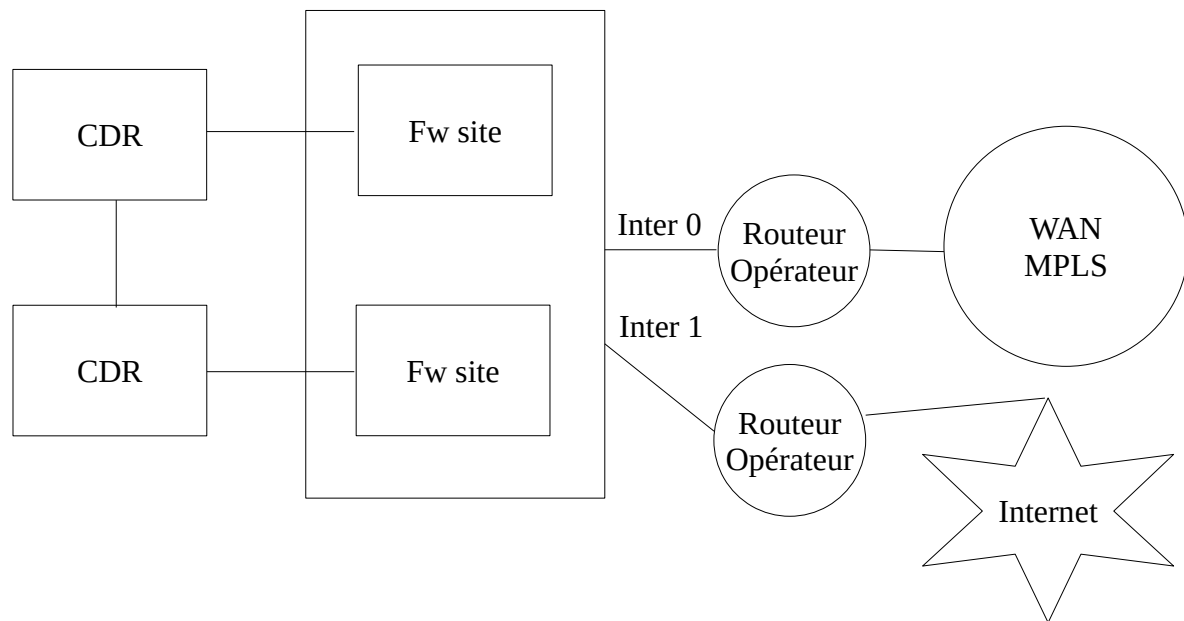 CDR
Fw site
CDR
Fw site
Inter 0
Inter 1
Routeur
Opérateur
Routeur
Opérateur
WAN
MPLS
Internet